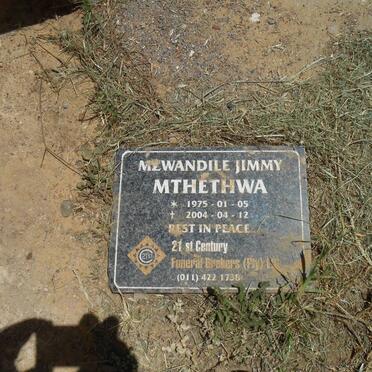 MZWANDILE JIMMY
MTHETHWA
* 1975 - 01 - 05
† 2004 - 04 - 12
REST IN PEACE
21 st Century
Funeral Brokers (Pty) Ltd
(011) 422 1738